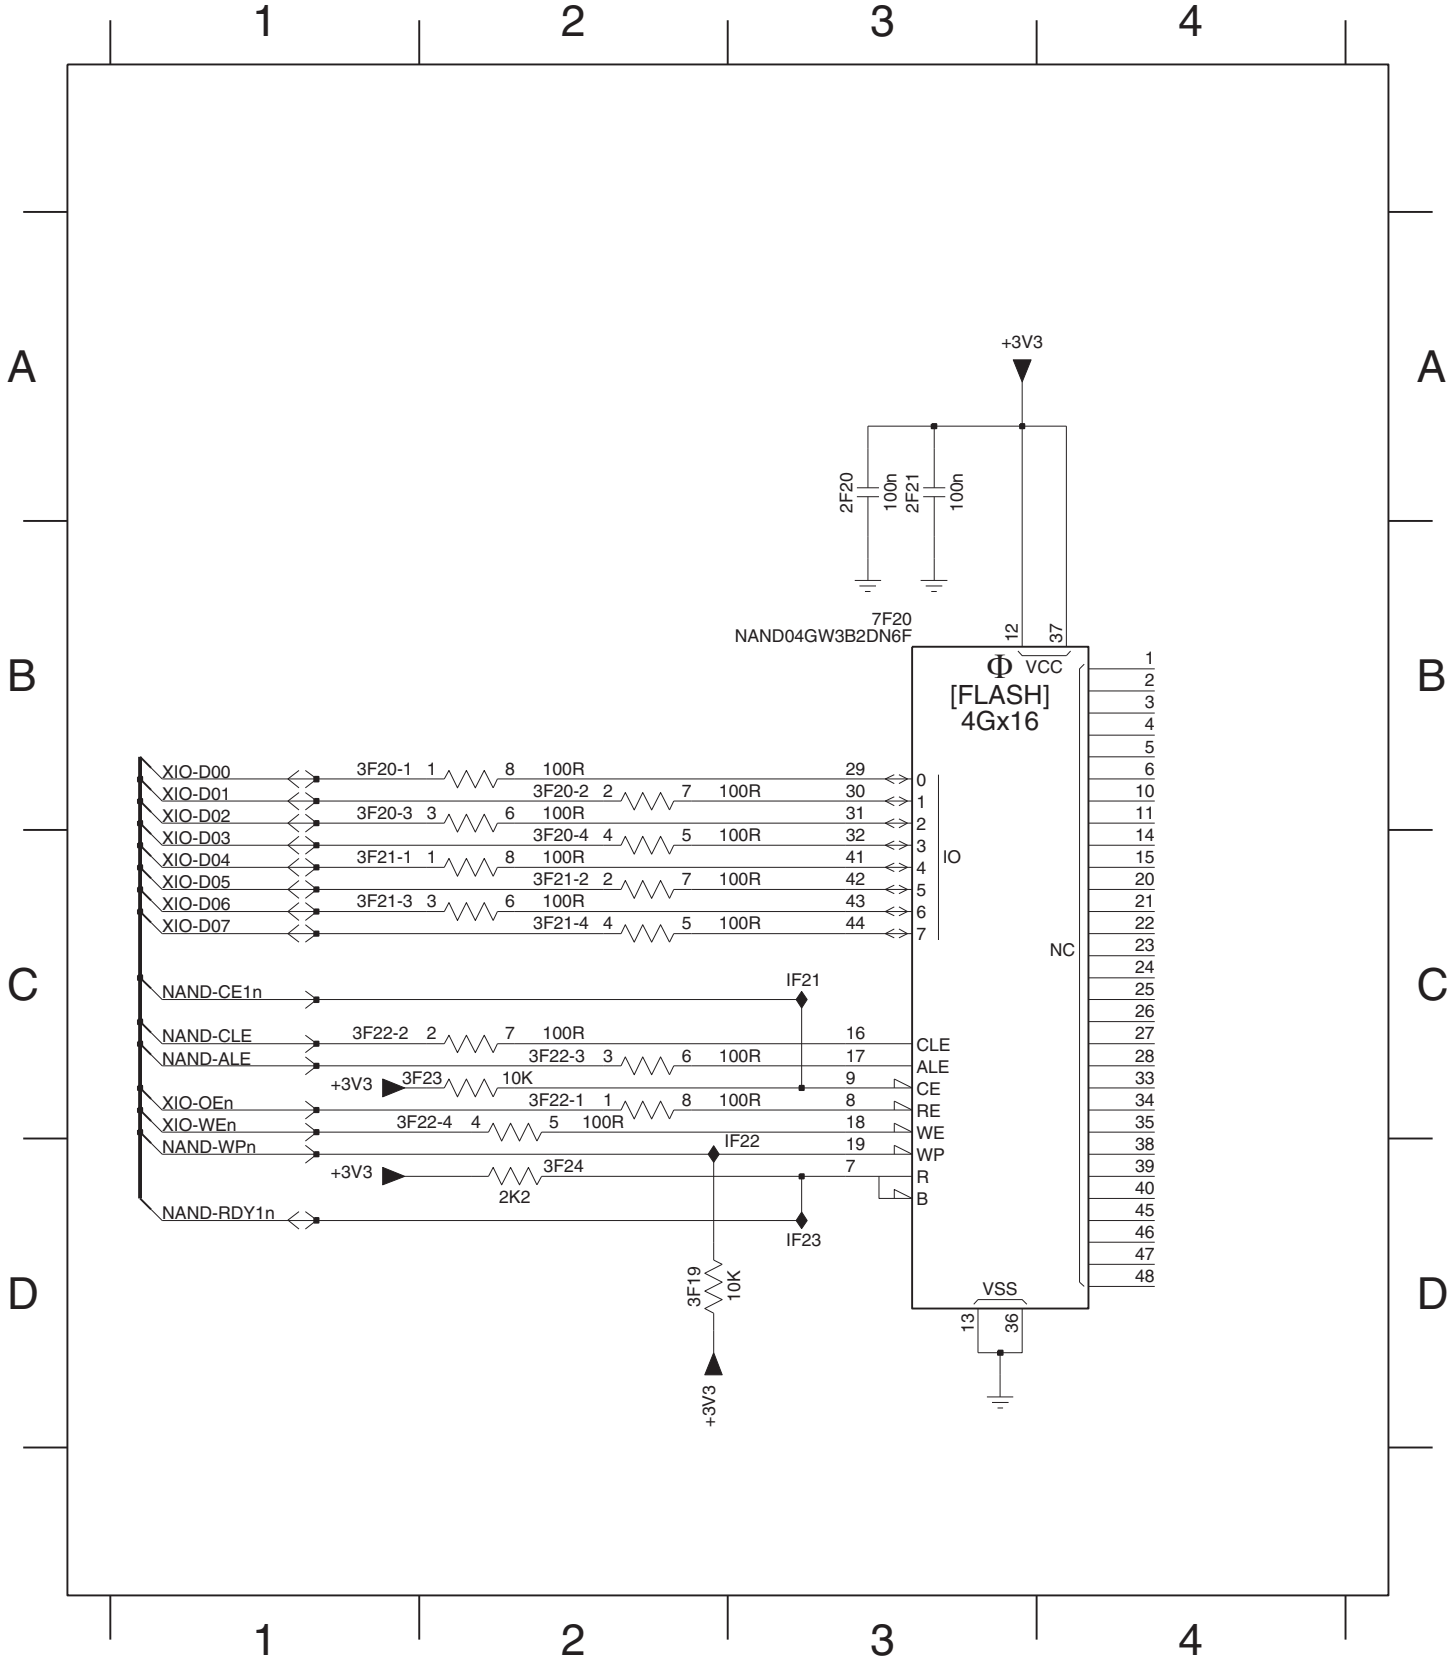 1 2 3 4
A A
+3V3
2F20 100n 2F21 100n
7F20
NAND04GW3B2DN6F
12 37
B B
Φ VCC
[FLASH]
4Gx16
1
2
3
4
5
6
10
11
14
15
20
21
22
23
24
25
26
27
28
33
34
35
38
39
40
45
46
47
48
NC
XIO-D00 3F20-1 1 8 100R 29 0
XIO-D01 3F20-2 2 7 100R 30 1
XIO-D02 3F20-3 3 6 100R 31 2
XIO-D03 3F20-4 4 5 100R 32 3
XIO-D04 3F21-1 1 8 100R 41 4
IO
XIO-D05 3F21-2 2 7 100R 42 5
XIO-D06 3F21-3 3 6 100R 43 6
XIO-D07 3F21-4 4 5 100R 44 7
C C
NAND-CE1n IF21
NAND-CLE 3F22-2 2 7 100R 16 CLE
NAND-ALE 3F22-3 3 6 100R 17 ALE
+3V3 3F23 10K 9 CE
XIO-OEn 3F22-1 1 8 100R 8 RE
XIO-WEn 3F22-4 4 5 100R 18 WE
NAND-WPn IF22 19 WP
+3V3 3F24 7 R
2K2 B
NAND-RDY1n
IF23
D D
3F19 10K
VSS
13 36
+3V3
1 2 3 4